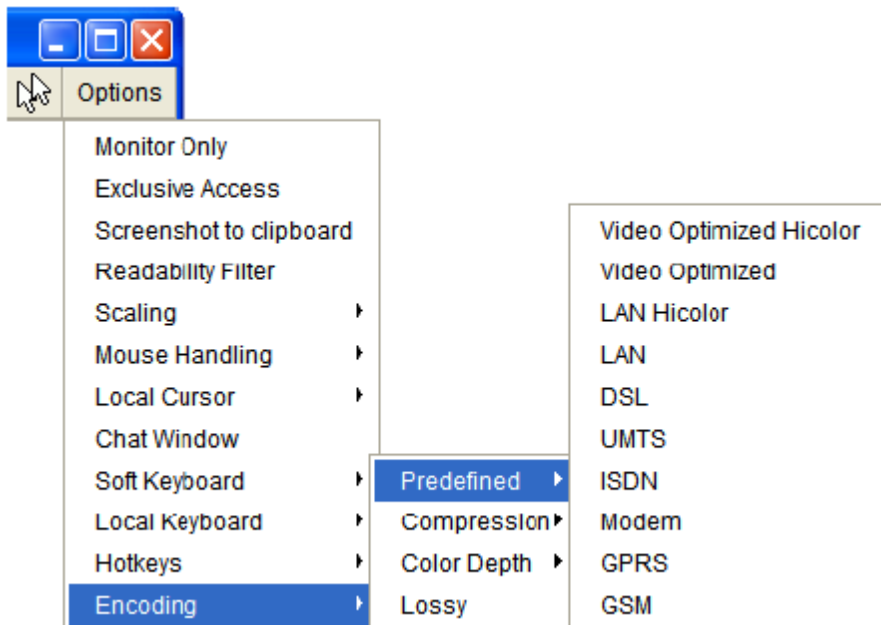 Options
Monitor Only
Exclusive Access
Screenshot to clipboard
Readability Filter
Scaling
Mouse Handling
Local Cursor
Chat Window
Soft Keyboard
Local Keyboard
Hotkeys
Encoding
Predefined
Compression
Color Depth
Lossy
Video Optimized Hicolor
Video Optimized
LAN Hicolor
LAN
DSL
UMTS
ISDN
Modem
GPRS
GSM